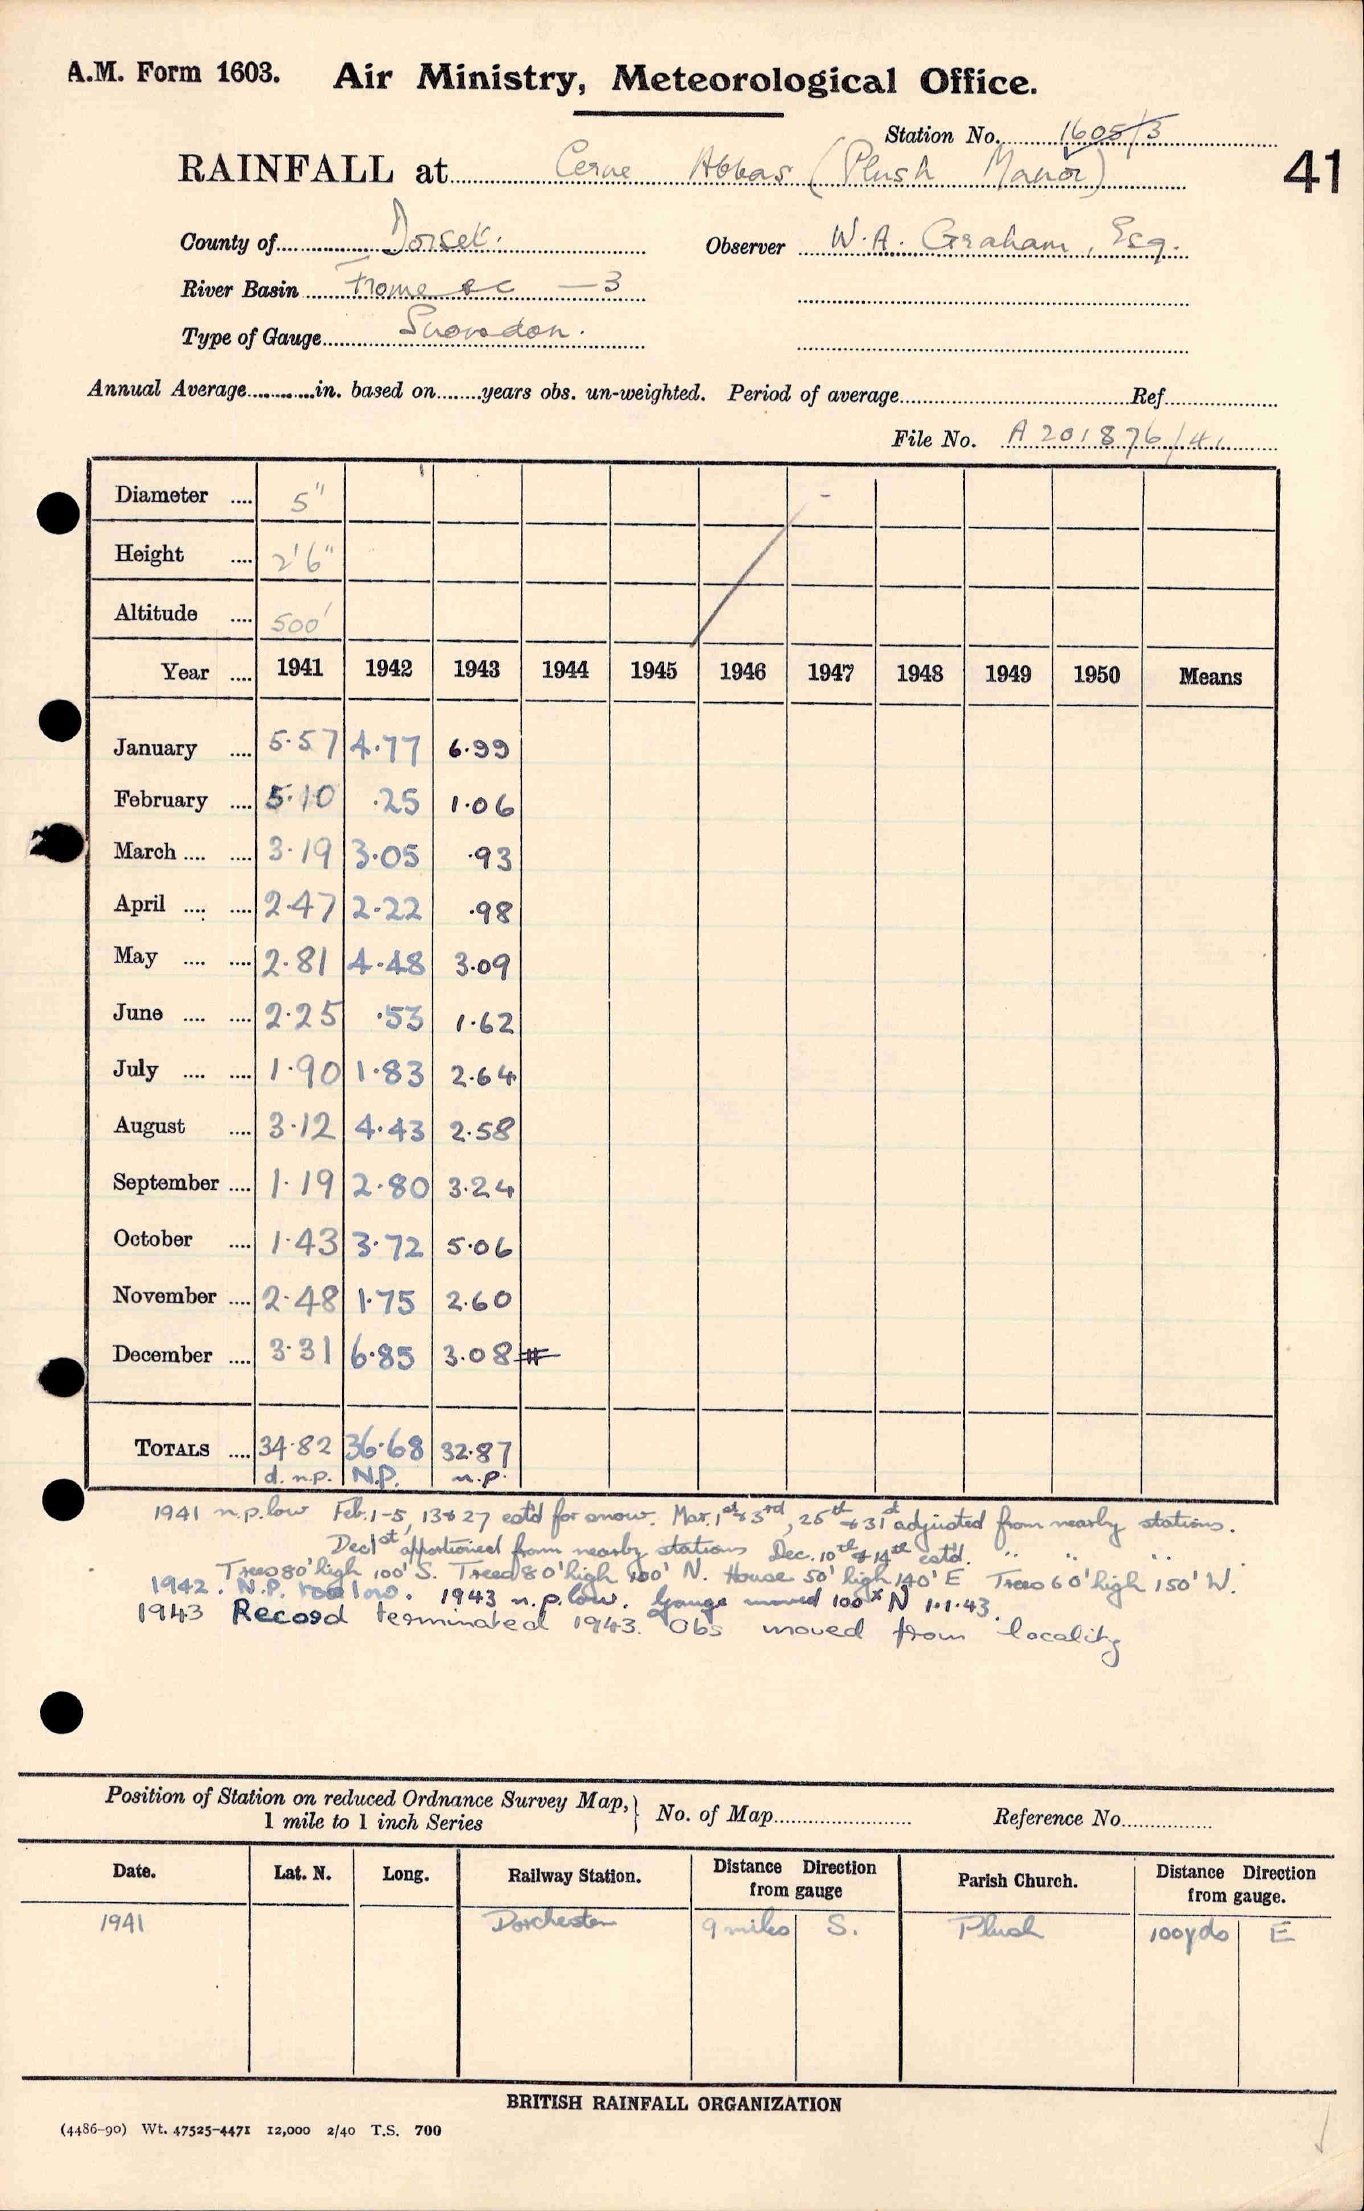 A.M. Form 1603. Air Ministry, Meteorological Office.
Station No. 1605/3
RAINFALL at Cerne Abbas (Plush Manor) 41
County of Dorset. Observer W.A. Graham, Esq.
River Basin Frome &c — 3
Type of Gauge Snowdon.
Annual Average in. based on years obs. un-weighted. Period of average Ref
File No. A 201876/41
Diameter 5"
Height 2'6"
Altitude 500'
Year 1941 1942 1943 1944 1945 1946 1947 1948 1949 1950 Means
January 5.57 4.77 6.99
February 5.10 .25 1.06
March 3.19 3.05 .93
April 2.47 2.22 .98
May 2.81 4.48 3.09
June 2.25 .53 1.62
July 1.90 1.83 2.64
August 3.12 4.43 2.58
September 1.19 2.80 3.24
October 1.43 3.72 5.06
November 2.48 1.75 2.60
December 3.31 6.85 3.08 #
TOTALS 34.82 36.68 32.87
d. n.p. N.P. n.p.
1941 n.p. low Feb. 1-5, 13 & 27 estd for snow. Mar. 1st & 3rd, 25th & 31st adjusted from nearby stations.
Dec 1st apportioned from nearby stations Dec. 10th & 14th estd. " " " "
Trees 80' high 100' S. Trees 80' high 100' N. House 50' high 140' E Trees 60' high 150' W.
1942. N.P. low. 1943 n.p. low. Gauge moved 100x N 1.1.43.
1943 Record terminated 1943. Obs moved from locality
Position of Station on reduced Ordnance Survey Map, 1 mile to 1 inch Series } No. of Map Reference No.
Date. Lat. N. Long. Railway Station. Distance Direction from gauge Parish Church. Distance Direction from gauge.
1941 Dorchester 9 miles S. Plush 100 yds E
BRITISH RAINFALL ORGANIZATION
(4486-90) Wt. 47525-4471 12,000 2/40 T.S. 700